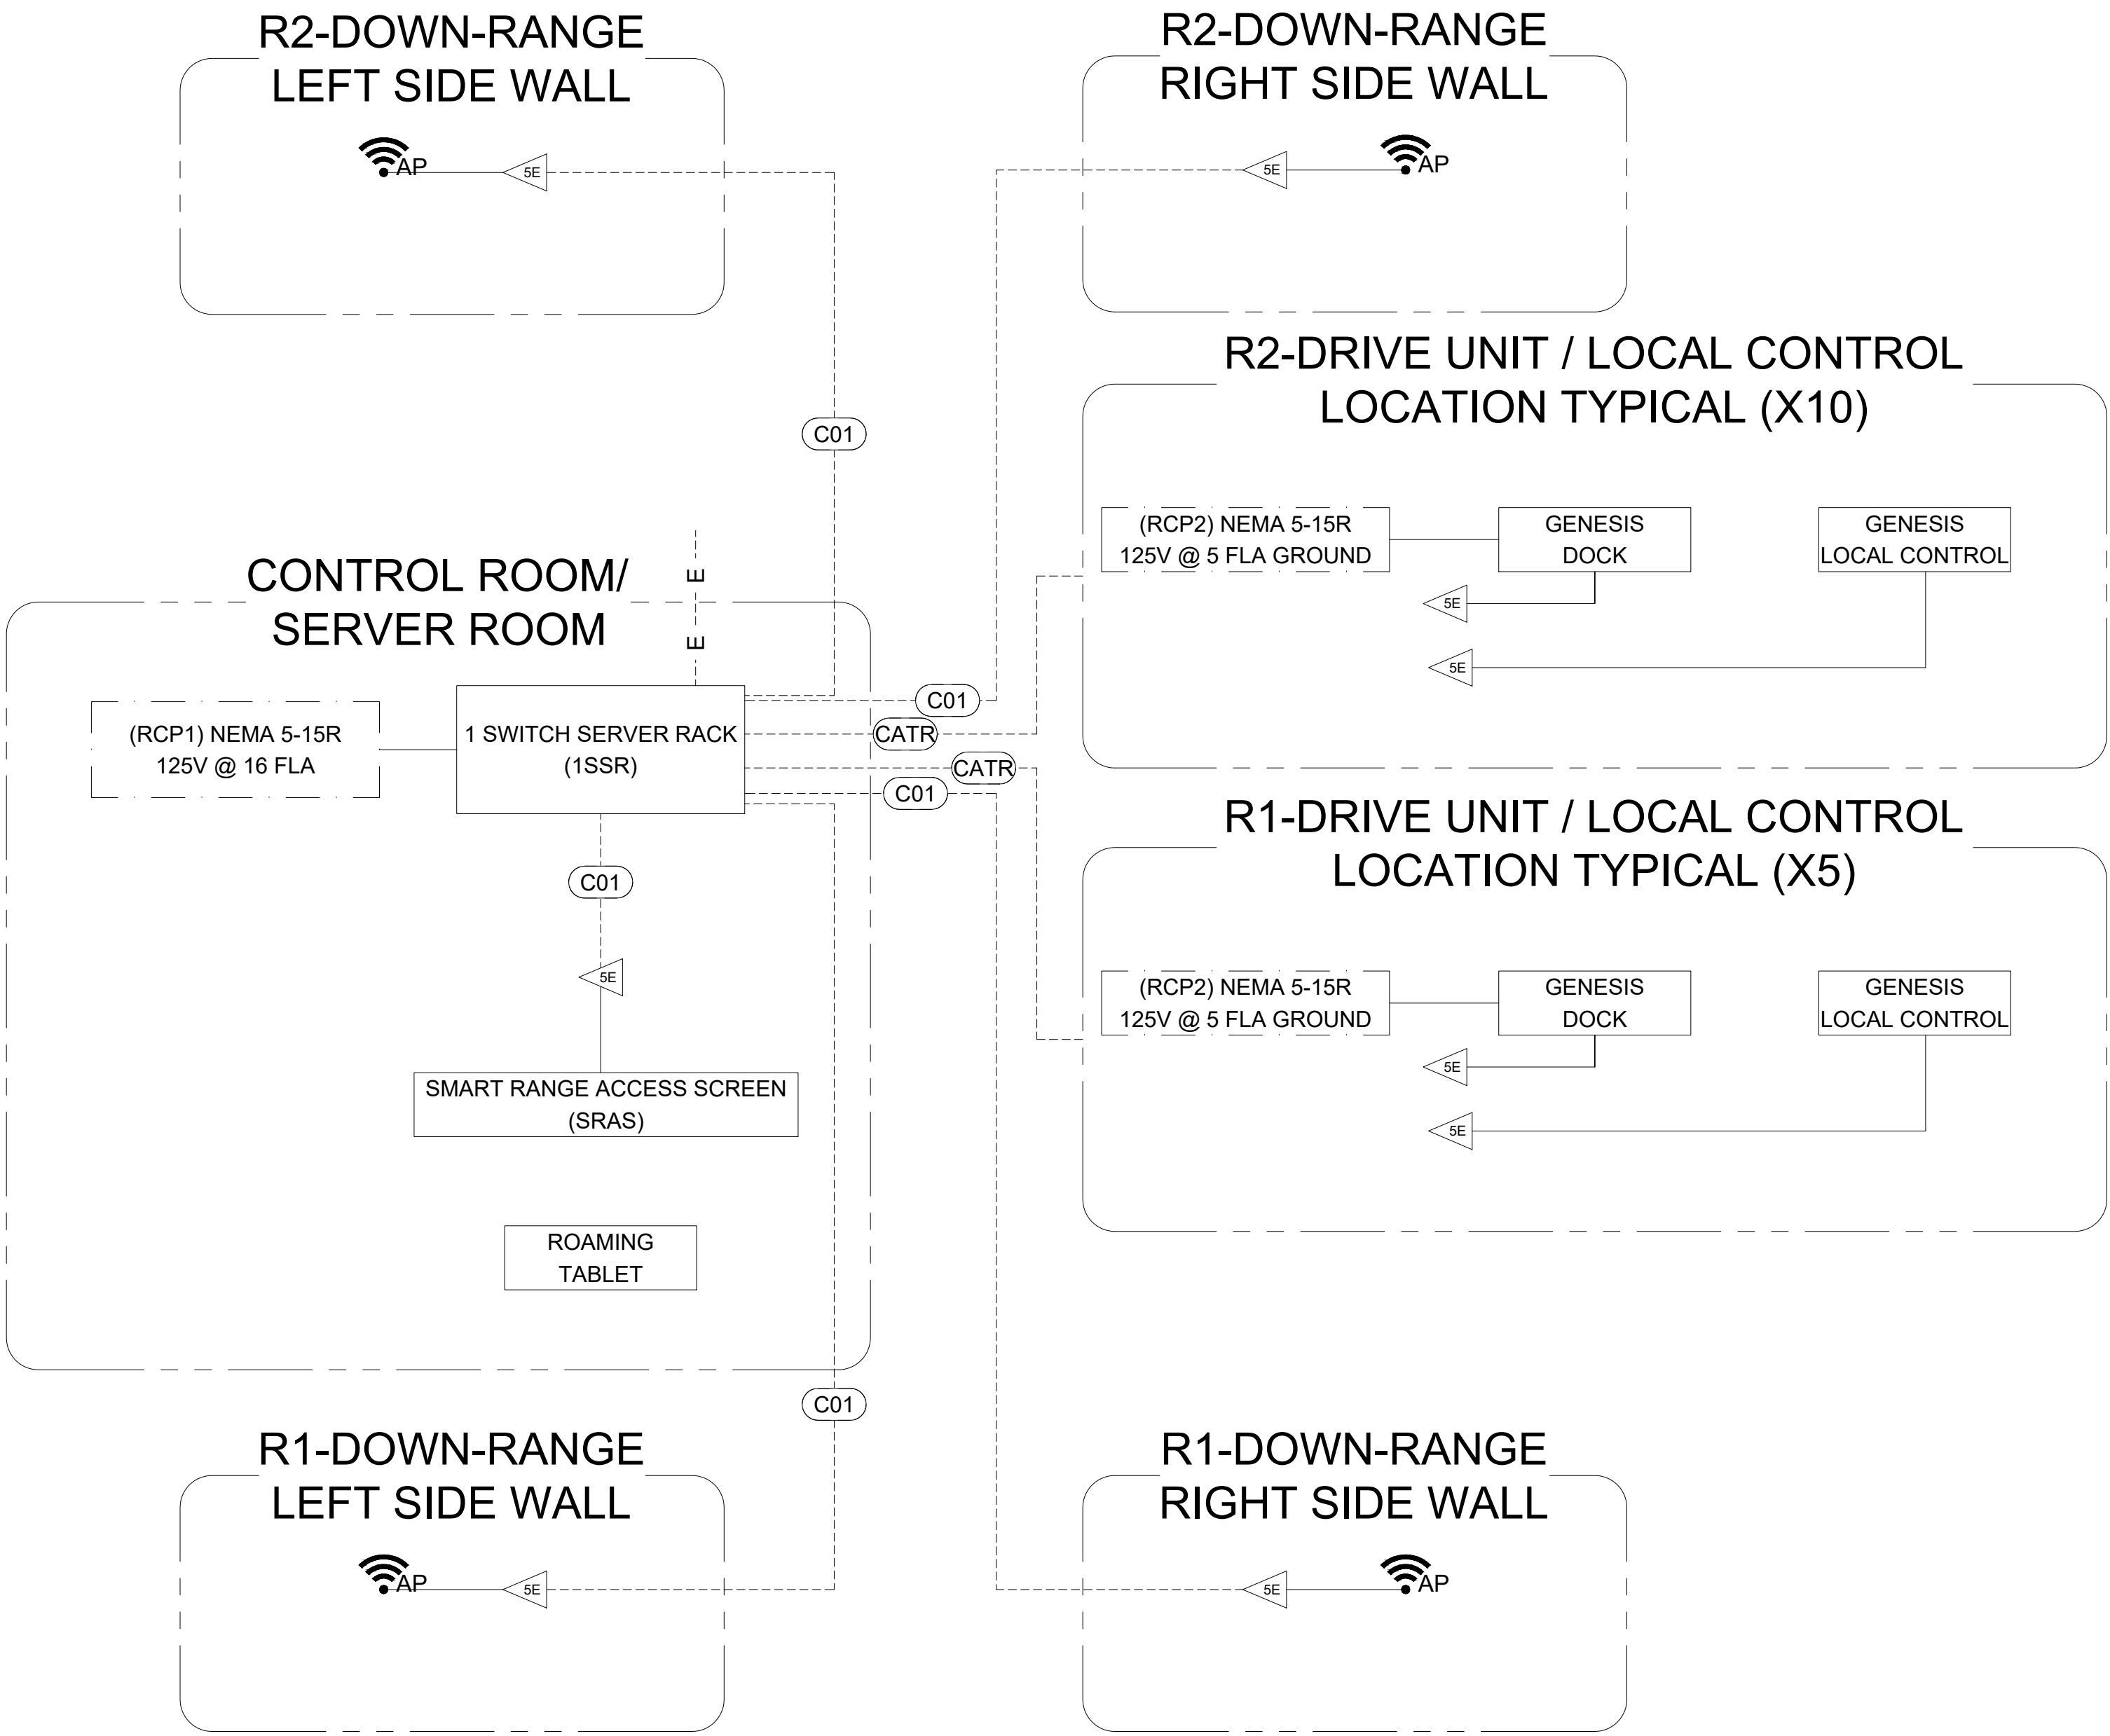 R2-DOWN-RANGE
LEFT SIDE WALL
AP
5E
R2-DOWN-RANGE
RIGHT SIDE WALL
5E
AP
C01
R2-DRIVE UNIT / LOCAL CONTROL
LOCATION TYPICAL (X10)
(RCP2) NEMA 5-15R
125V @ 5 FLA GROUND
GENESIS
DOCK
GENESIS
LOCAL CONTROL
5E
5E
CONTROL ROOM/
SERVER ROOM
E
E
(RCP1) NEMA 5-15R
125V @ 16 FLA
1 SWITCH SERVER RACK
(1SSR)
C01
CATR
CATR
C01
C01
5E
SMART RANGE ACCESS SCREEN
(SRAS)
ROAMING
TABLET
R1-DRIVE UNIT / LOCAL CONTROL
LOCATION TYPICAL (X5)
(RCP2) NEMA 5-15R
125V @ 5 FLA GROUND
GENESIS
DOCK
GENESIS
LOCAL CONTROL
5E
5E
C01
R1-DOWN-RANGE
LEFT SIDE WALL
AP
5E
R1-DOWN-RANGE
RIGHT SIDE WALL
5E
AP